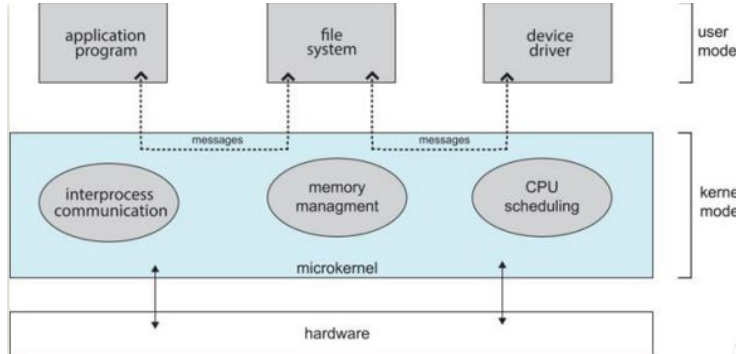 application
program
file
system
device
driver
user
mode
messages
messages
interprocess
communication
memory
managment
CPU
scheduling
kerne
mode
microkernel
hardware